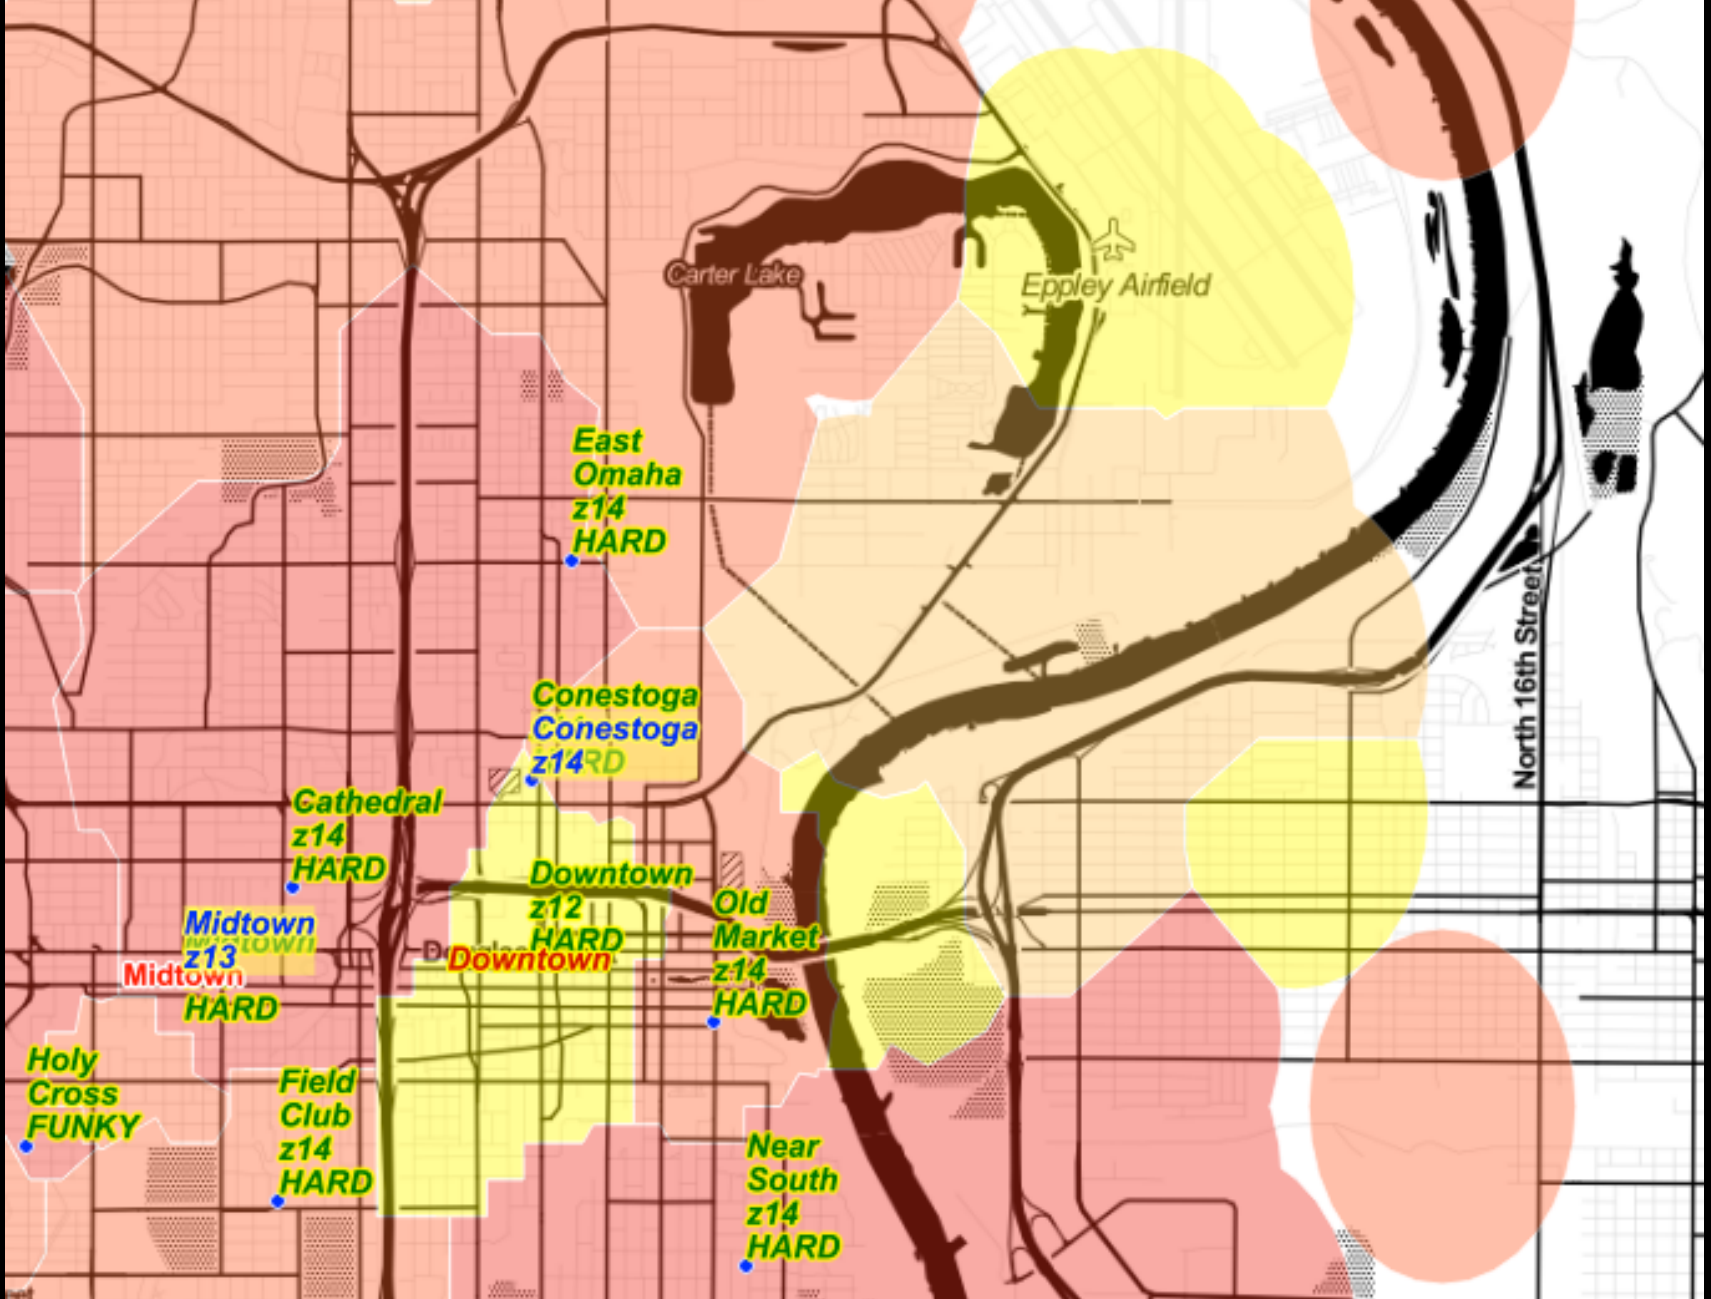 Carter Lake
Eppley Airfield
East
Omaha
z14
HARD
North 16th Street
Conestoga
Conestoga
z14RD
Cathedral
z14
HARD
Downtown
z12
HARD
Downtown
Old
Market
z14
HARD
Midtown
Midtown
z13
Midtown
HARD
Holy
Cross
FUNKY
Field
Club
z14
HARD
Near
South
z14
HARD